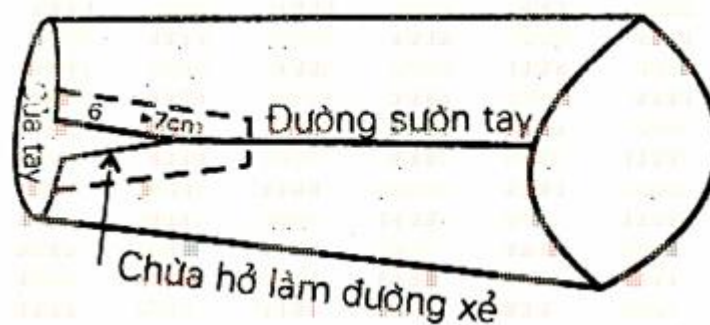 Cửa tay
6
7cm
Đường sườn tay
Chừa hở làm đường xẻ